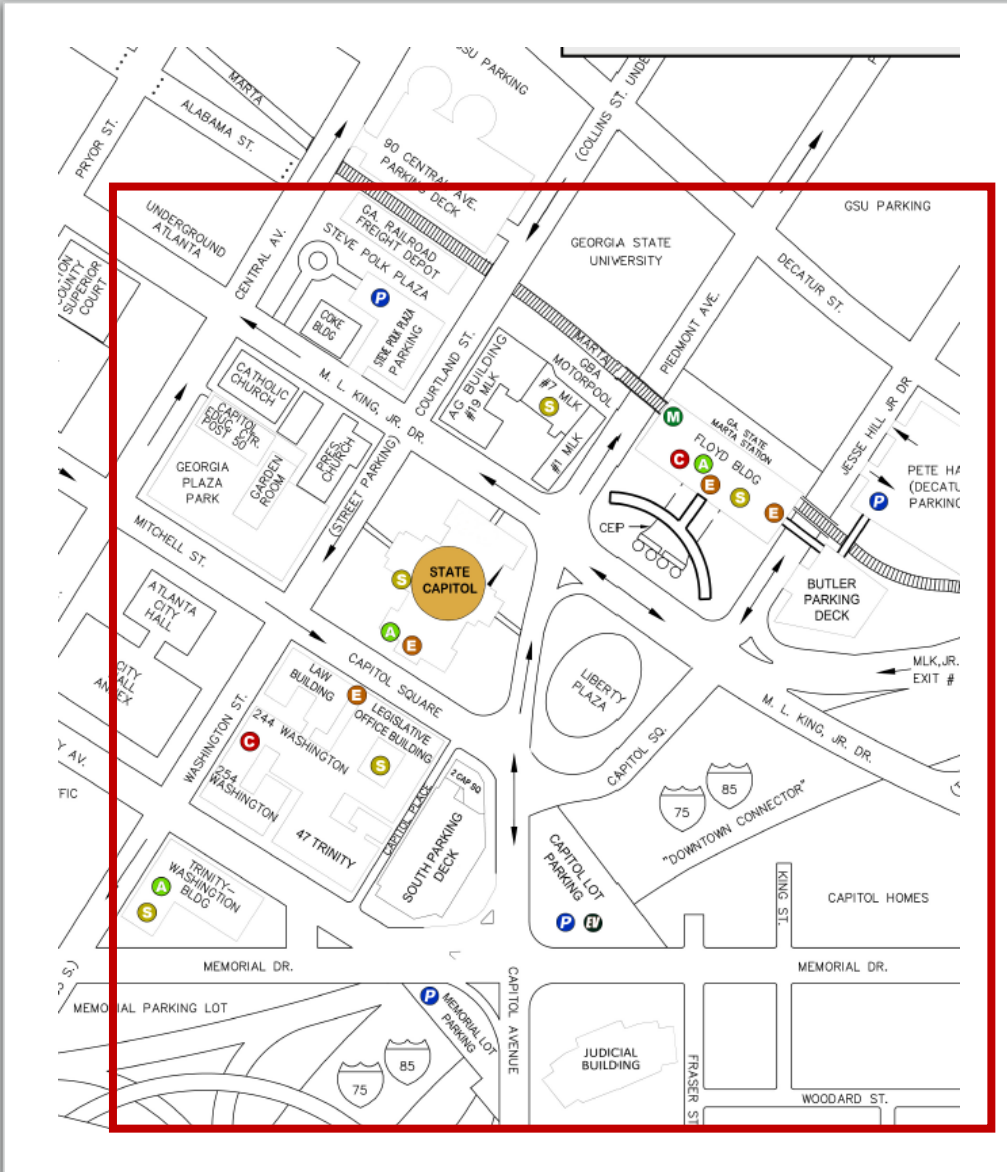 GSU PARKING
(COLLINS ST. UNDE
MARTA
ALABAMA ST.
PRYOR ST.
90 CENTRAL AVE.
PARKING DECK
UNDERGROUND
ATLANTA
GA. RAILROAD
FREIGHT DEPOT
STEVE POLK PLAZA
GSU PARKING
GEORGIA STATE
UNIVERSITY
DECATUR ST.
TON
OUNTY
SUPERIOR
COURT
CENTRAL AV.
P
COKE
BLDG
STEVE POLK PLAZA
PARKING
COURTLAND ST.
MARTA
PIEDMONT AVE.
AG BUILDING
#19 MLK
GBA
MOTORPOOL
#7 MLK
S
#1 MLK
M. L. KING, JR. DR.
CATHOLIC
CHURCH
CAPITOL
EDUC. CTR.
POST 50
PRES.
CHURCH
GEORGIA
PLAZA
PARK
GARDEN
ROOM
(STREET PARKING)
M
GA. STATE
MARTA STATION
FLOYD BLDG
C
A
E
S
E
JESSE HILL JR DR
PETE HA
(DECATU
PARKING
P
CEIP
MITCHELL ST.
STATE
CAPITOL
S
A
E
BUTLER
PARKING
DECK
ATLANTA
CITY
HALL
CITY
HALL
ANNEX
CAPITOL SQUARE
LIBERTY
PLAZA
MLK,JR.
EXIT #
LAW
BUILDING
E
LEGISLATIVE
OFFICE BUILDING
S
244 WASHINGTON
C
254
WASHINGTON
WASHINGTON ST.
47 TRINITY
2 CAP SQ
CAPITOL PLACE
SOUTH PARKING
DECK
CAPITOL SQ.
M. L. KING, JR. DR.
75
85
"DOWNTOWN CONNECTOR"
Y AV.
FFIC
TRINITY–
WASHINGTON
BLDG
A
S
CAPITOL LOT
PARKING
P
EV
KING ST.
CAPITOL HOMES
MEMORIAL DR.
MEMORIAL DR.
S)
MEMORIAL PARKING LOT
P
MEMORIAL LOT
PARKING
CAPITOL AVENUE
75
85
JUDICIAL
BUILDING
FRASER ST
WOODARD ST.